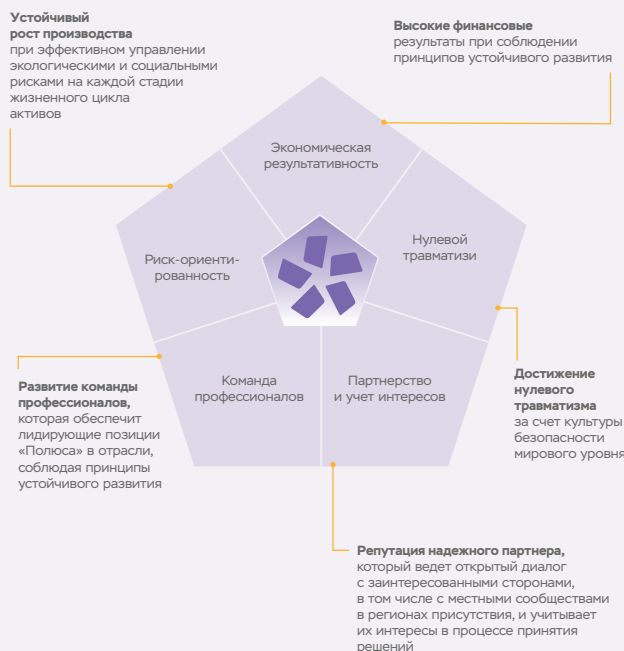 Устойчивый
рост производства
при эффективном управлении
экологическими и социальными
рисками на каждой стадии
жизненного цикла
активов
Высокие финансовые
результаты при соблюдении
принципов устойчивого развития
Экономическая
результативность
Риск-ориенти-
рованность
Нулевой
травматизи
Команда
профессионалов
Партнерство
и учет интересов
Развитие команды
профессионалов,
которая обеспечит
лидирующие позиции
«Полюса» в отрасли,
соблюдая принципы
устойчивого развития
Достижение
нулевого
травматизма
за счет культуры
безопасности
мирового уровня
Репутация надежного партнера,
который ведет открытый диалог
с заинтересованными сторонами,
в том числе с местными сообществами
в регионах присутствия, и учитывает
их интересы в процессе принятия
решений